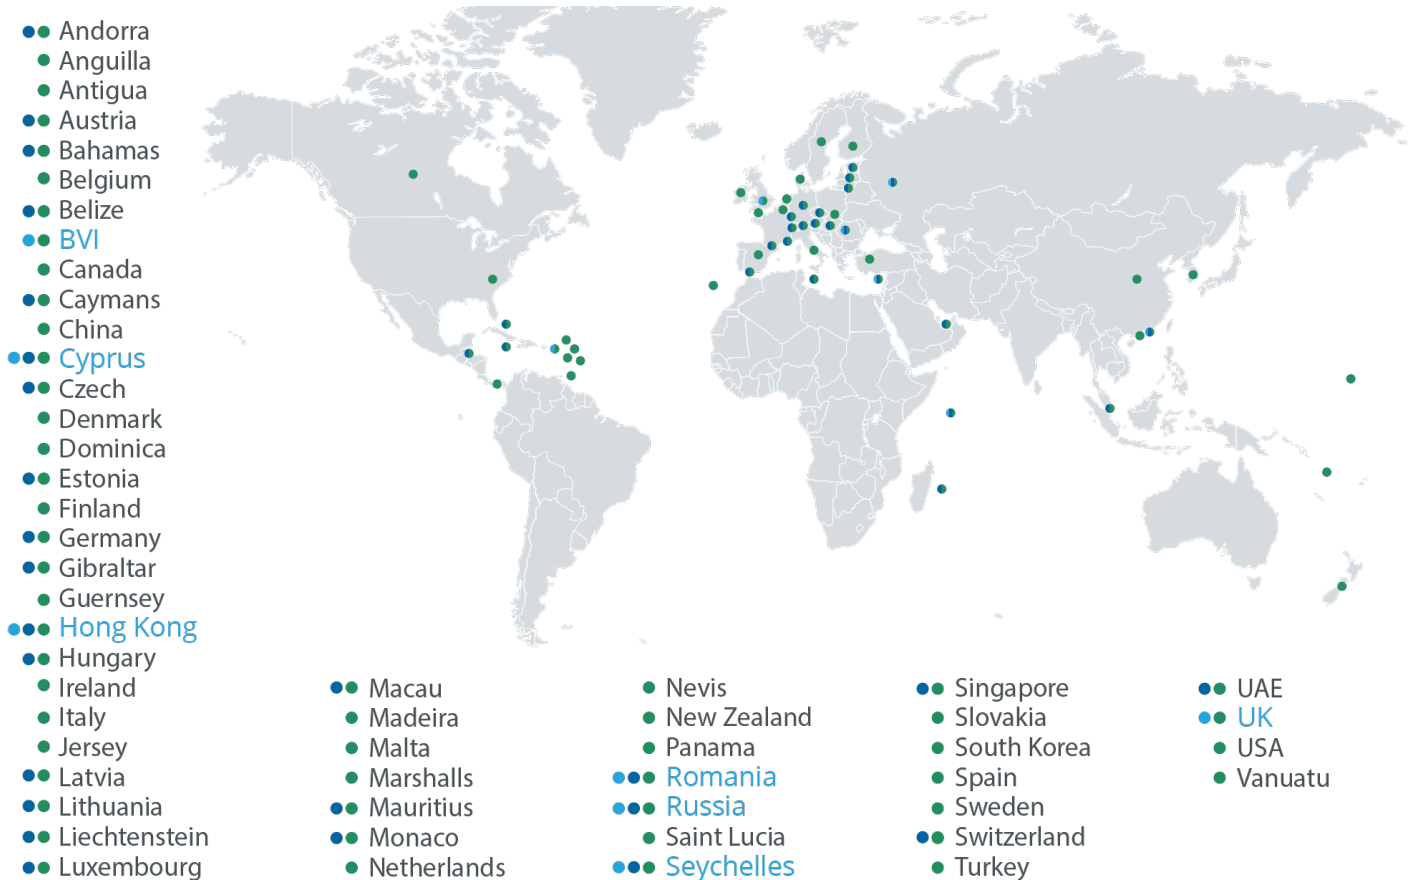 Andorra
Anguilla
Antigua
Austria
Bahamas
Belgium
Belize
BVI
Canada
Caymans
China
Cyprus
Czech
Denmark
Dominica
Estonia
Finland
Germany
Gibraltar
Guernsey
Hong Kong
Hungary
Ireland
Italy
Jersey
Latvia
Lithuania
Liechtenstein
Luxembourg
Macau
Madeira
Malta
Marshalls
Mauritius
Monaco
Netherlands
Nevis
New Zealand
Panama
Romania
Russia
Saint Lucia
Seychelles
Singapore
Slovakia
South Korea
Spain
Sweden
Switzerland
Turkey
UAE
UK
USA
Vanuatu